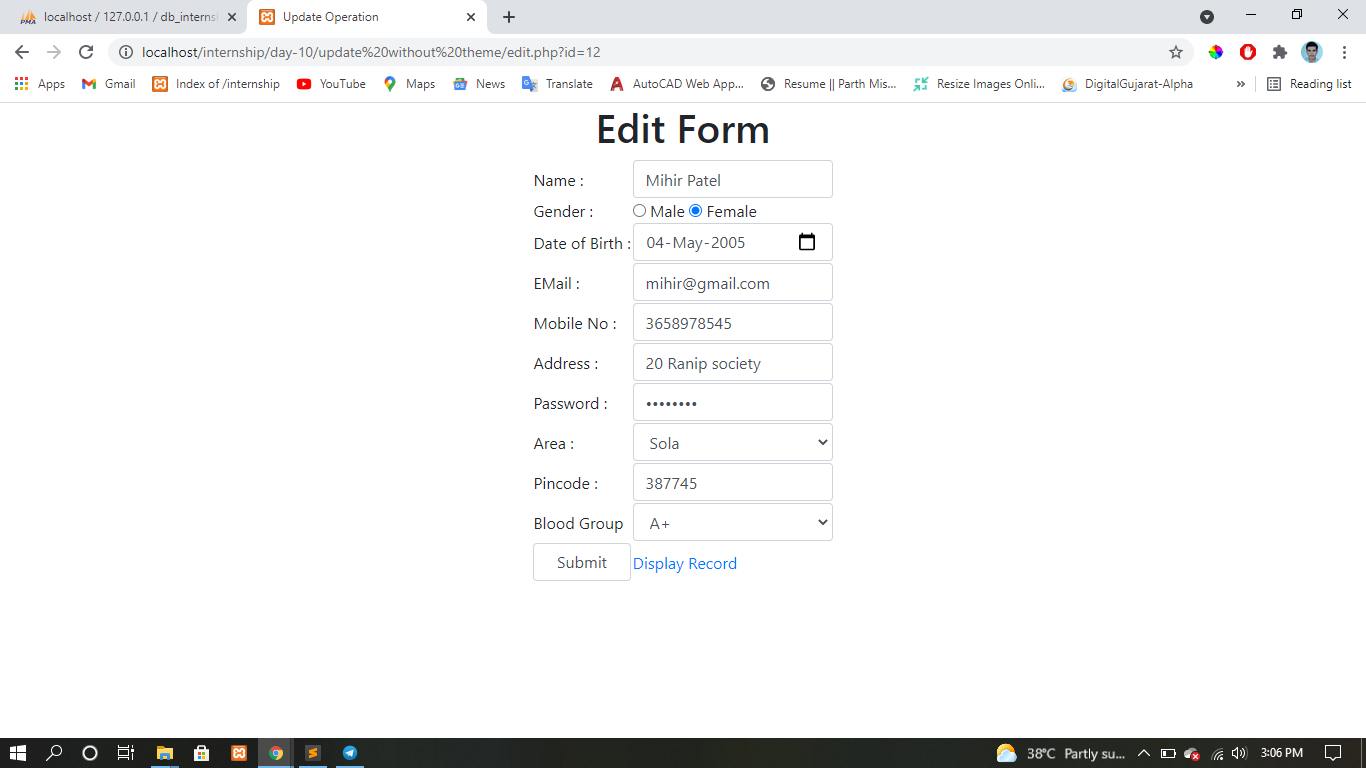 localhost / 127.0.0.1 / db_interns
Update Operation
localhost/internship/day-10/update%20without%20theme/edit.php?id=12
Apps Gmail Index of /internship YouTube Maps News Translate AutoCAD Web App... Resume || Parth Mis... Resize Images Onli... DigitalGujarat-Alpha » Reading list
Edit Form
Name : Mihir Patel
Gender : Male Female
Date of Birth : 04-May-2005
EMail : mihir@gmail.com
Mobile No : 3658978545
Address : 20 Ranip society
Password : ••••••••
Area : Sola
Pincode : 387745
Blood Group A+
Submit Display Record
38°C Partly su... 3:06 PM